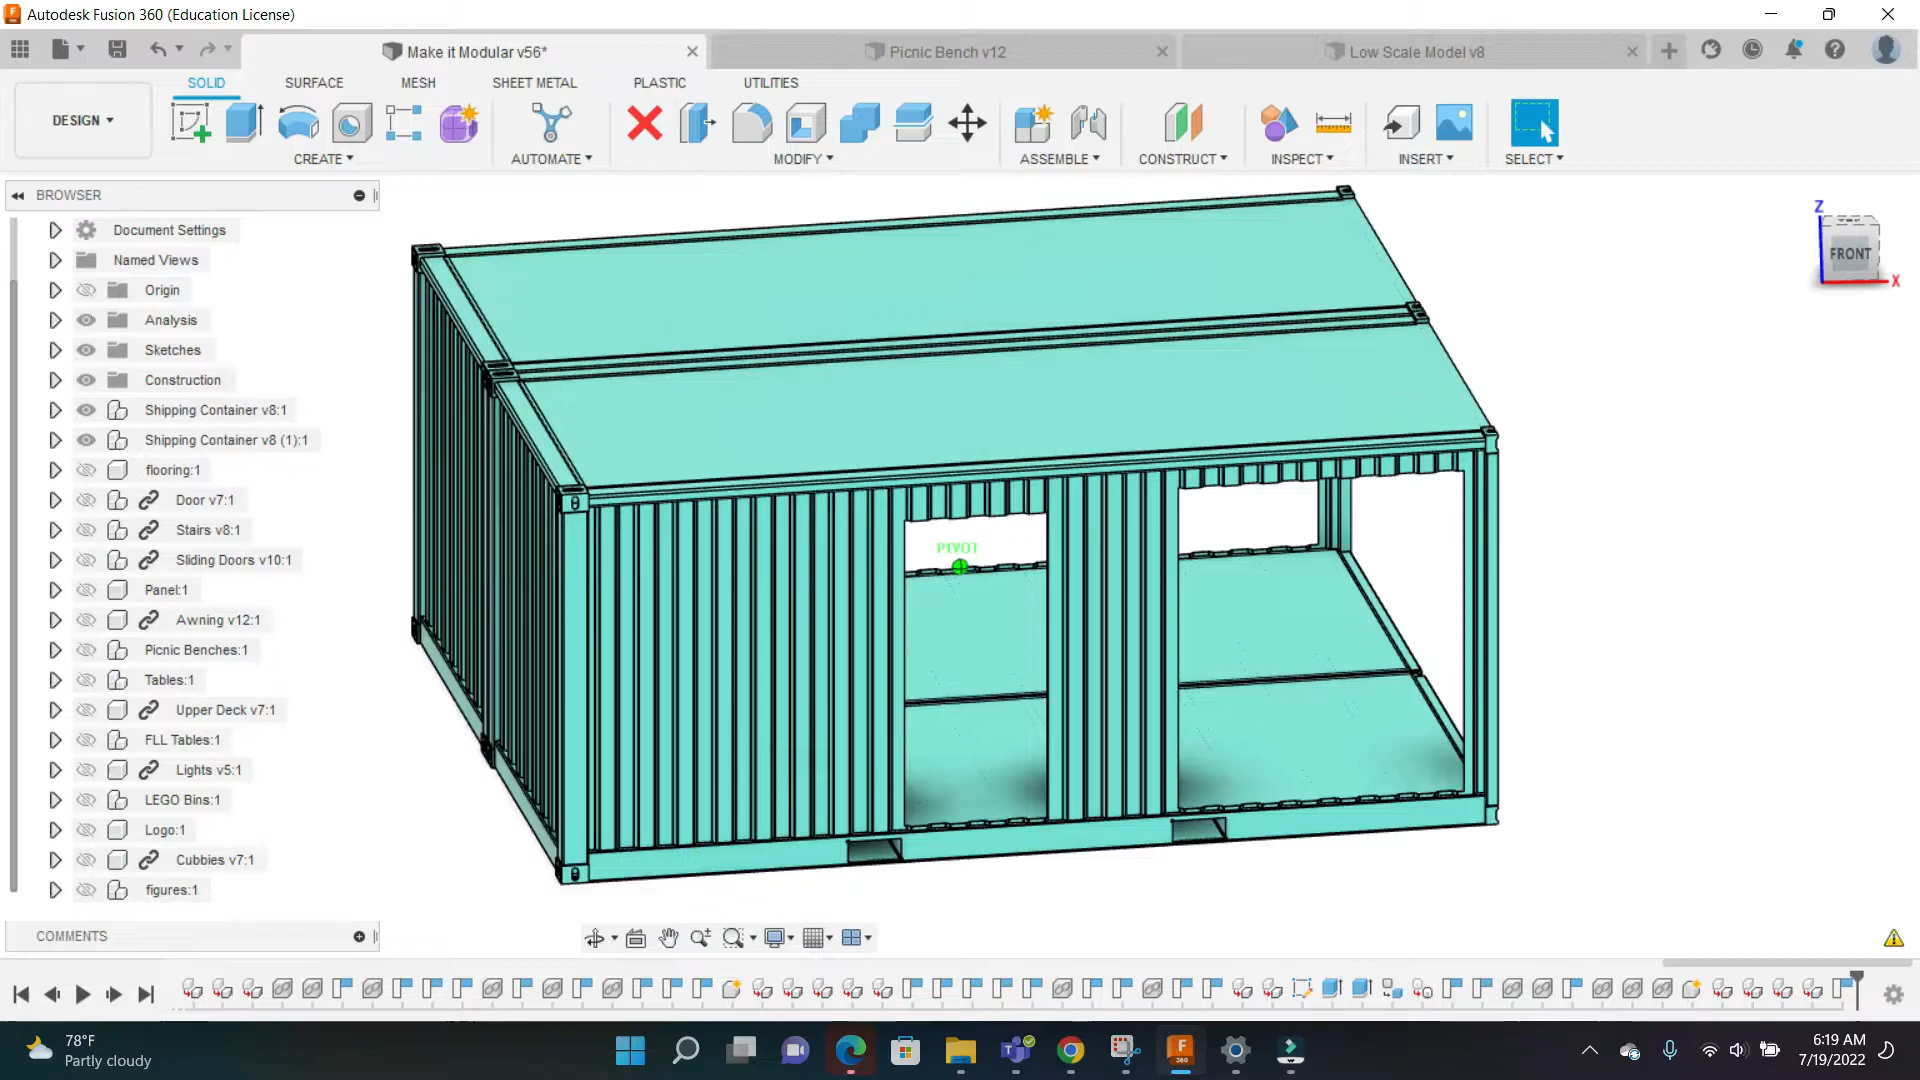 Autodesk Fusion 360 (Education License)
Make it Modular v56*
Picnic Bench v12
Low Scale Model v8
SOLID
SURFACE
MESH
SHEET METAL
PLASTIC
UTILITIES
DESIGN
CREATE
AUTOMATE
MODIFY
ASSEMBLE
CONSTRUCT
INSPECT
INSERT
SELECT
BROWSER
Document Settings
Named Views
Origin
Analysis
Sketches
Construction
Shipping Container v8:1
Shipping Container v8 (1):1
flooring:1
Door v7:1
Stairs v8:1
Sliding Doors v10:1
Panel:1
Awning v12:1
Picnic Benches:1
Tables:1
Upper Deck v7:1
FLL Tables:1
Lights v5:1
LEGO Bins:1
Logo:1
Cubbies v7:1
figures:1
Z
FRONT
X
PIVOT
COMMENTS
78°F
Partly cloudy
F
360
6:19 AM
7/19/2022